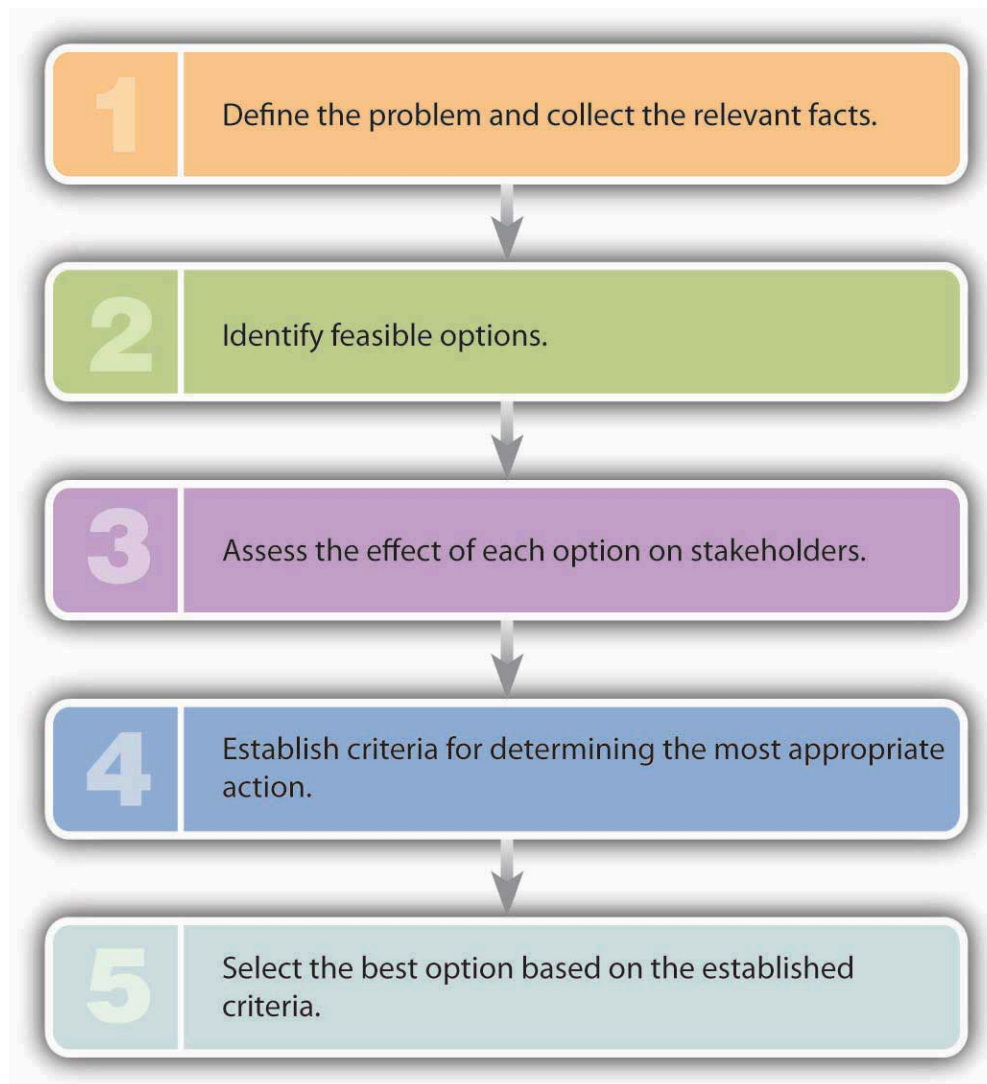 1
Define the problem and collect the relevant facts.
2
Identify feasible options.
3
Assess the effect of each option on stakeholders.
4
Establish criteria for determining the most appropriate
action.
5
Select the best option based on the established
criteria.